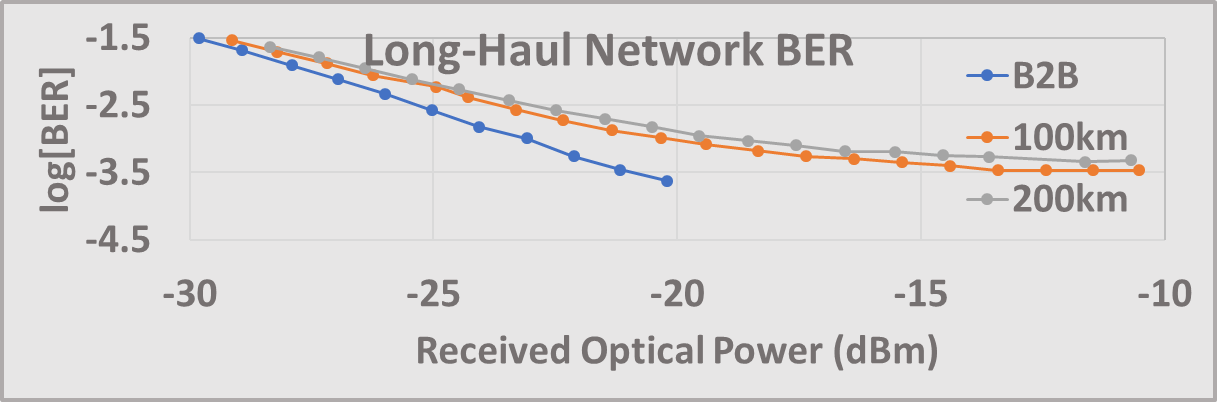 Long-Haul Network BER
-1.5
-2.5
-3.5
-4.5
log[BER]
B2B
100km
200km
-30
-25
-20
-15
-10
Received Optical Power (dBm)